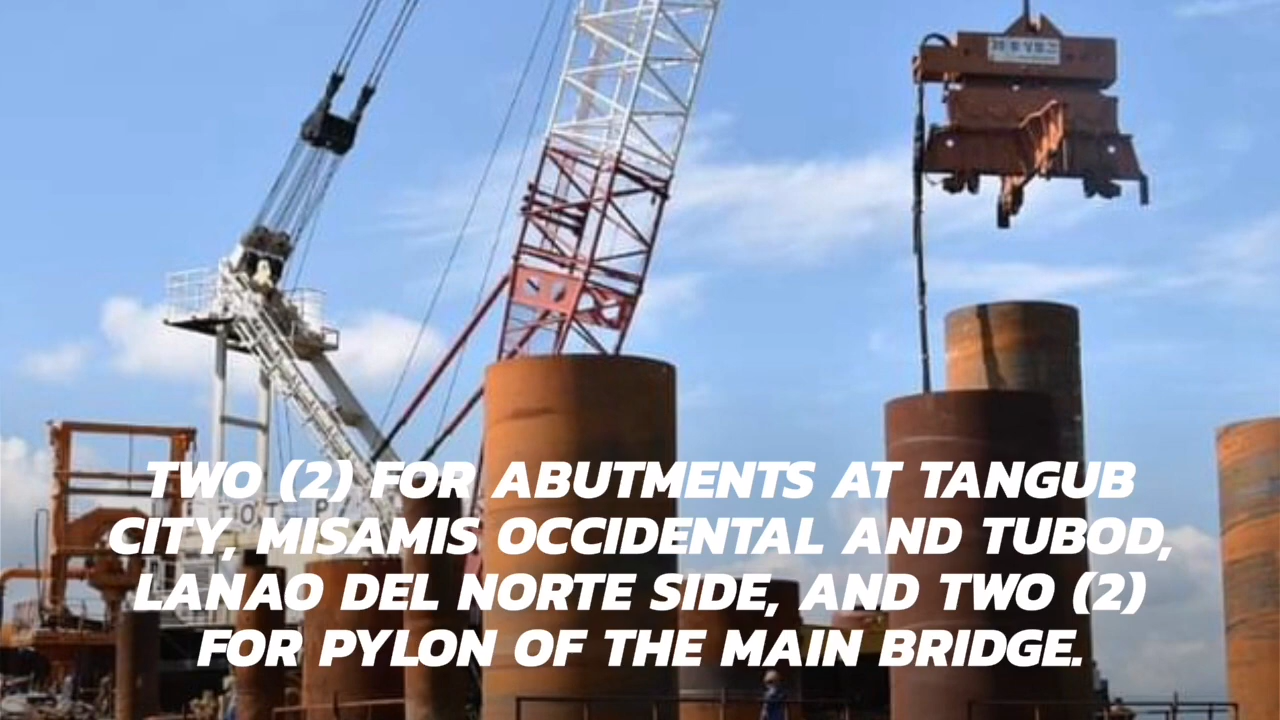 TWO (2) FOR ABUTMENTS AT TANGUB
CITY, MISAMIS OCCIDENTAL AND TUBOD,
LANAO DEL NORTE SIDE, AND TWO (2)
FOR PYLON OF THE MAIN BRIDGE.